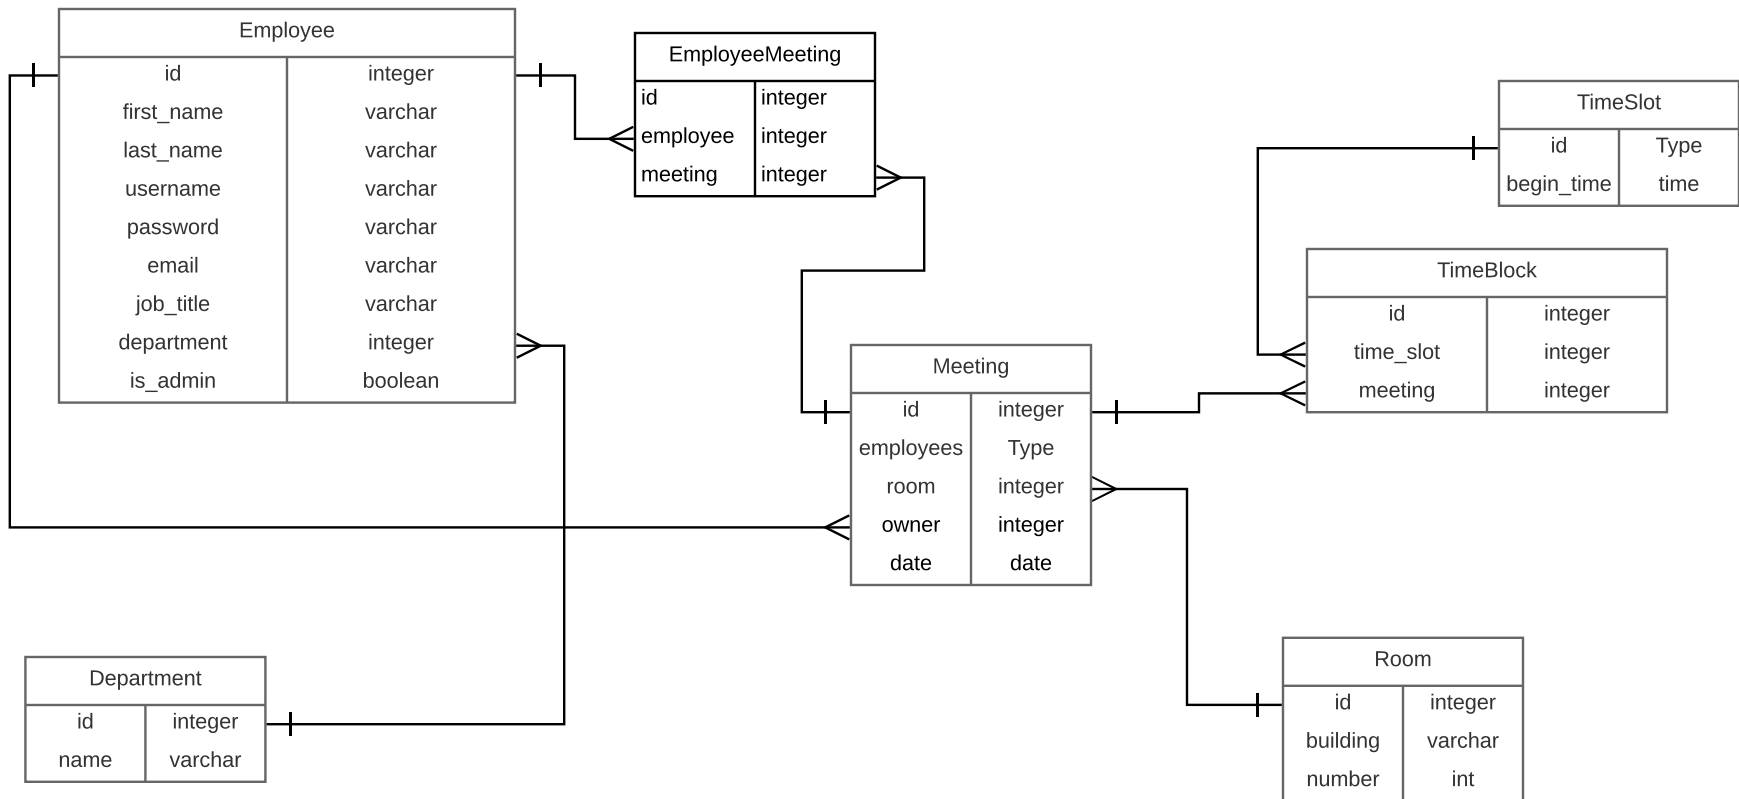 Employee
id integer
first_name varchar
last_name varchar
username varchar
password varchar
email varchar
job_title varchar
department integer
is_admin boolean
EmployeeMeeting
id integer
employee integer
meeting integer
TimeSlot
id Type
begin_time time
TimeBlock
id integer
time_slot integer
meeting integer
Meeting
id integer
employees Type
room integer
owner integer
date date
Department
id integer
name varchar
Room
id integer
building varchar
number int